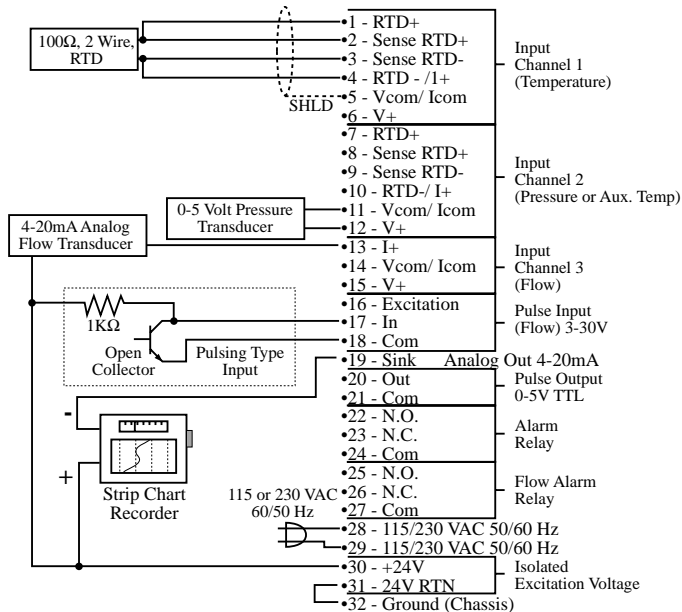 100Ω, 2 Wire,
RTD
SHLD
1 - RTD+
2 - Sense RTD+
3 - Sense RTD-
4 - RTD - /1+
5 - Vcom/ Icom
6 - V+
Input
Channel 1
(Temperature)
7 - RTD+
8 - Sense RTD+
9 - Sense RTD-
10 - RTD-/ I+
11 - Vcom/ Icom
12 - V+
Input
Channel 2
(Pressure or Aux. Temp)
0-5 Volt Pressure
Transducer
4-20mA Analog
Flow Transducer
13 - I+
14 - Vcom/ Icom
15 - V+
Input
Channel 3
(Flow)
16 - Excitation
17 - In
18 - Com
Pulse Input
(Flow) 3-30V
1KΩ
Open
Collector
Pulsing Type
Input
19 - Sink Analog Out 4-20mA
20 - Out
21 - Com
Pulse Output
0-5V TTL
22 - N.O.
23 - N.C.
24 - Com
Alarm
Relay
-
+
Strip Chart
Recorder
25 - N.O.
26 - N.C.
27 - Com
Flow Alarm
Relay
115 or 230 VAC
60/50 Hz
28 - 115/230 VAC 50/60 Hz
29 - 115/230 VAC 50/60 Hz
30 - +24V
31 - 24V RTN
Isolated
Excitation Voltage
32 - Ground (Chassis)